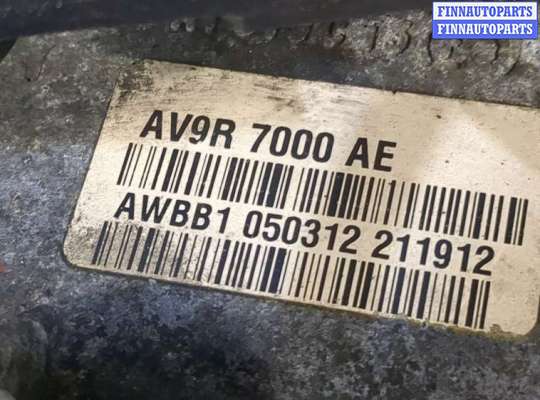 FINNAUTOPARTS
FINNAUTOPARTS
AV9R 7000 AE
AWBB1 050312 211912